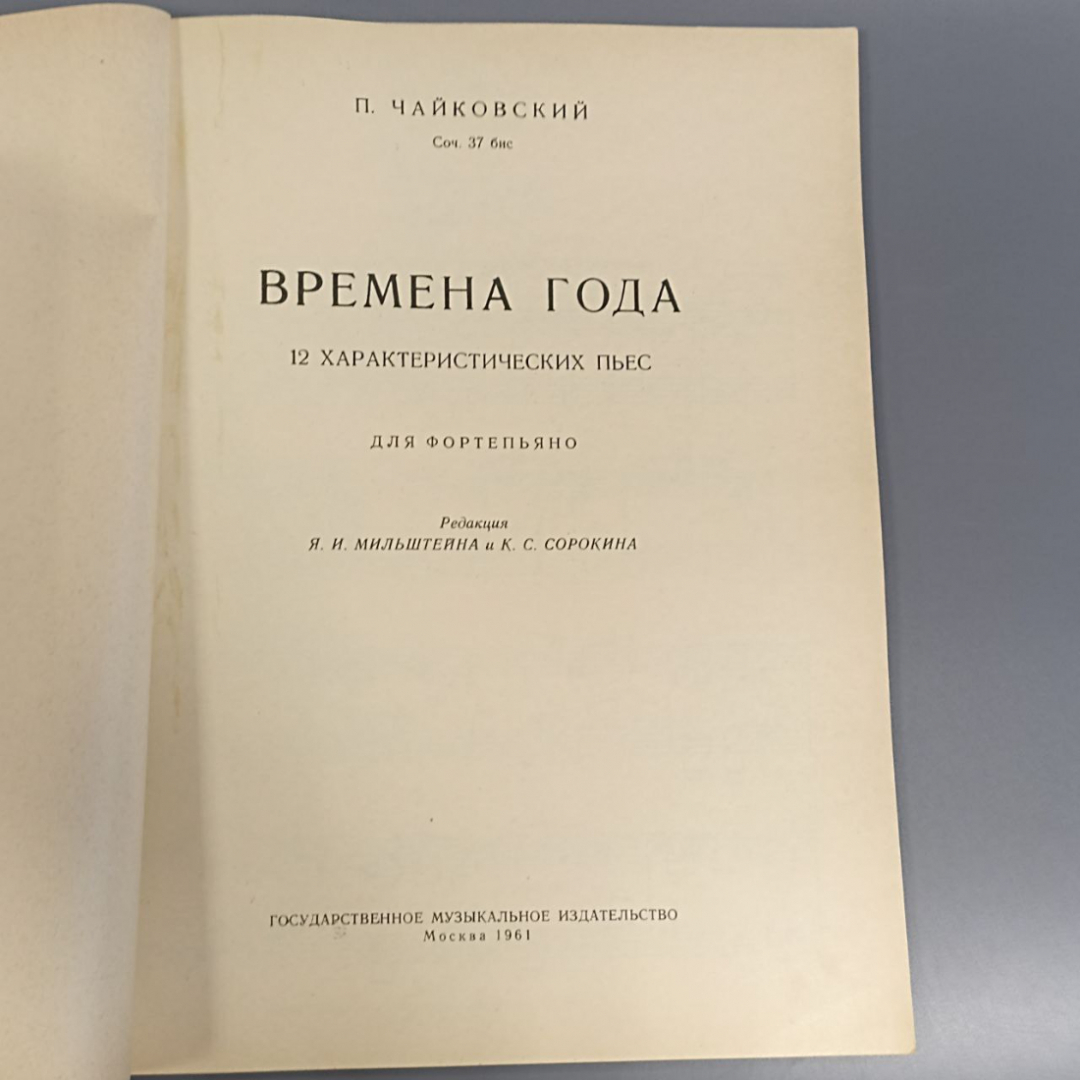 П. ЧАЙКОВСКИЙ
Соч. 37 бис
ВРЕМЕНА ГОДА
12 ХАРАКТЕРИСТИЧЕСКИХ ПЬЕС
ДЛЯ ФОРТЕПЬЯНО
Редакция
Я. И. МИЛЬШТЕЙНА и К. С. СОРОКИНА
ГОСУДАРСТВЕННОЕ МУЗЫКАЛЬНОЕ ИЗДАТЕЛЬСТВО
Москва 1961